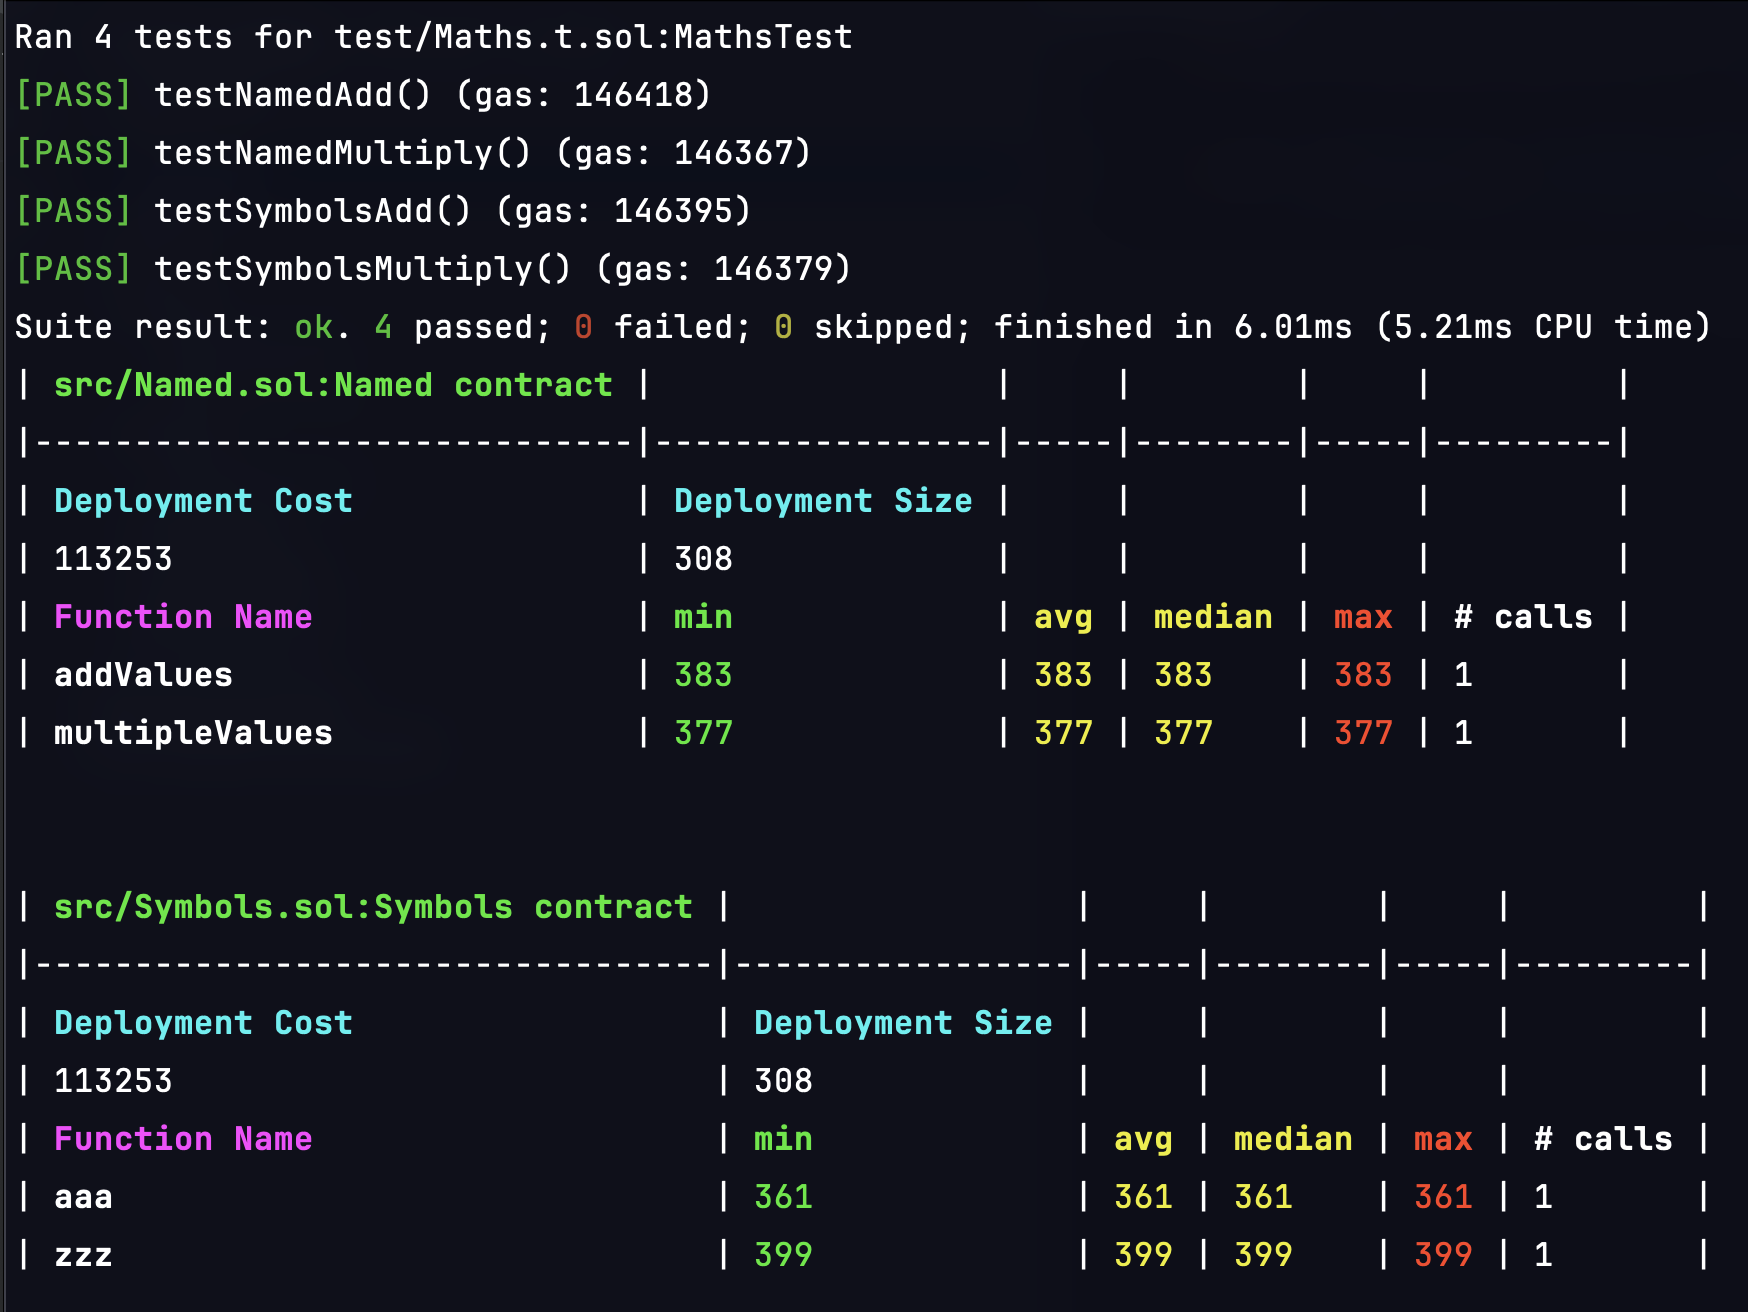 Ran 4 tests for test/Maths.t.sol:MathsTest
[PASS] testNamedAdd() (gas: 146418)
[PASS] testNamedMultiply() (gas: 146367)
[PASS] testSymbolsAdd() (gas: 146395)
[PASS] testSymbolsMultiply() (gas: 146379)
Suite result: ok. 4 passed; 0 failed; 0 skipped; finished in 6.01ms (5.21ms CPU time)
| src/Named.sol:Named contract |                 |     |        |     |         |
|------------------------------|-----------------|-----|--------|-----|---------|
| Deployment Cost              | Deployment Size |     |        |     |         |
| 113253                       | 308             |     |        |     |         |
| Function Name                | min             | avg | median | max | # calls |
| addValues                    | 383             | 383 | 383    | 383 | 1       |
| multipleValues               | 377             | 377 | 377    | 377 | 1       |
| src/Symbols.sol:Symbols contract |                 |     |        |     |         |
|----------------------------------|-----------------|-----|--------|-----|---------|
| Deployment Cost                  | Deployment Size |     |        |     |         |
| 113253                           | 308             |     |        |     |         |
| Function Name                    | min             | avg | median | max | # calls |
| aaa                              | 361             | 361 | 361    | 361 | 1       |
| zzz                              | 399             | 399 | 399    | 399 | 1       |